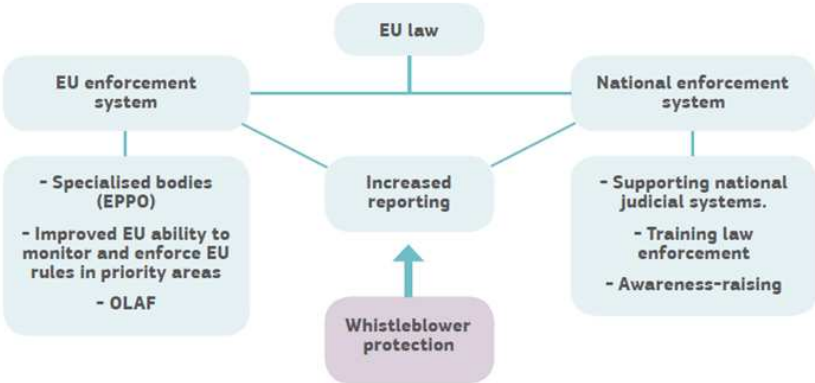 EU law
EU enforcement
system
National enforcement
system
- Specialised bodies
(EPPO)
- Improved EU ability to
monitor and enforce EU
rules in priority areas
- OLAF
Increased
reporting
- Supporting national
judicial systems.
- Training law
enforcement
- Awareness-raising
Whistleblower
protection